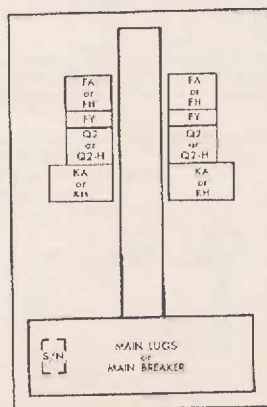 FA
or
FH
FY
Q2
or
Q2-H
KA
or
KH
FA
or
FH
FY
Q2
or
Q2-H
KA
or
KH
S/N
MAIN LUGS
or
MAIN BREAKER